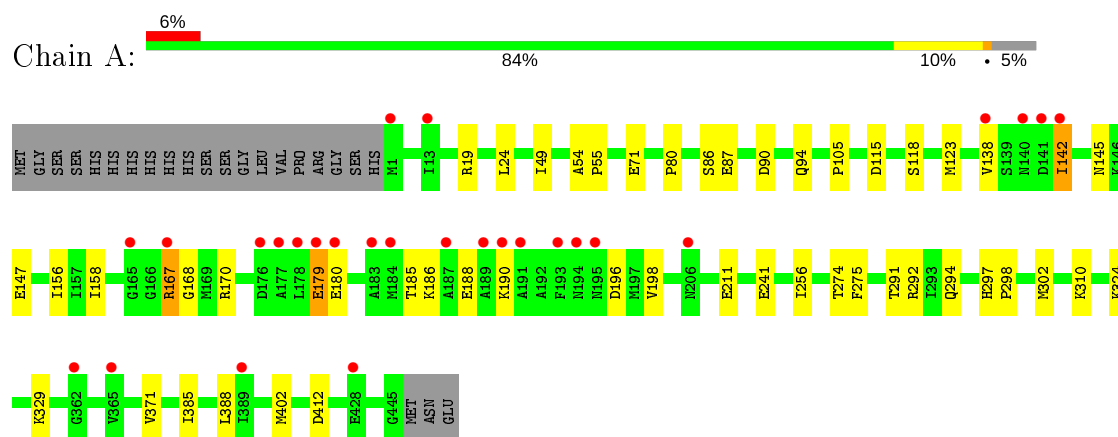 6%
Chain A:
84% 10% • 5%
MET GLY SER SER HIS HIS HIS HIS HIS HIS SER SER GLY LEU VAL PRO ARG GLY SER HIS M1 I13 R19 L24 I49 A54 P55 E71 P80 S86 E87 D90 Q94 P105 D115 S118 M123 V138 S139 N140 D141 I142 N145 K146
E147 I156 I157 I158 G165 G166 R167 G168 M169 R170 D176 A177 L178 E179 E180 A183 M184 T185 K186 A187 E188 A189 K190 A191 A192 F193 N194 N195 D196 M197 V198 N206 E211 E241 I256 T274 F275 T291 R292 I293 Q294 H297 P298 M302 K310 K324
K329 G362 V365 V371 I385 L388 I389 M402 D412 E428 G445 MET ASN GLU